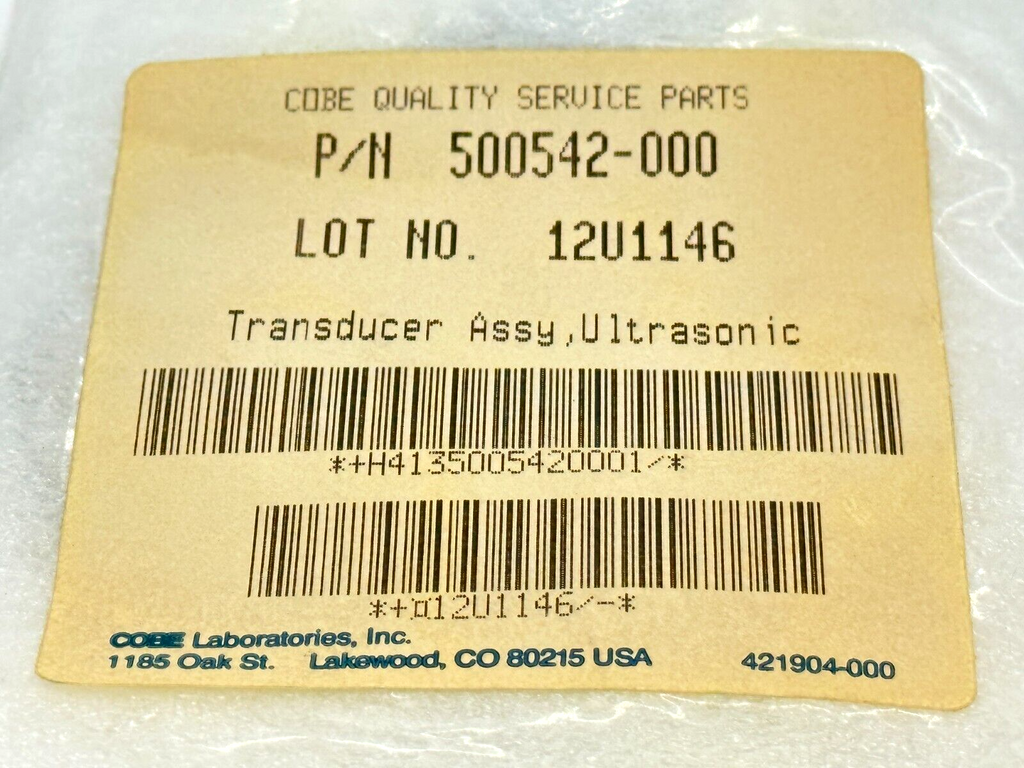 COBE QUALITY SERVICE PARTS
P/N 500542-000
LOT NO. 12U1146
Transducer Assy,Ultrasonic
*+H4135005420001/*
*+¤12U1146/-*
COBE Laboratories, Inc.
1185 Oak St. Lakewood, CO 80215 USA 421904-000